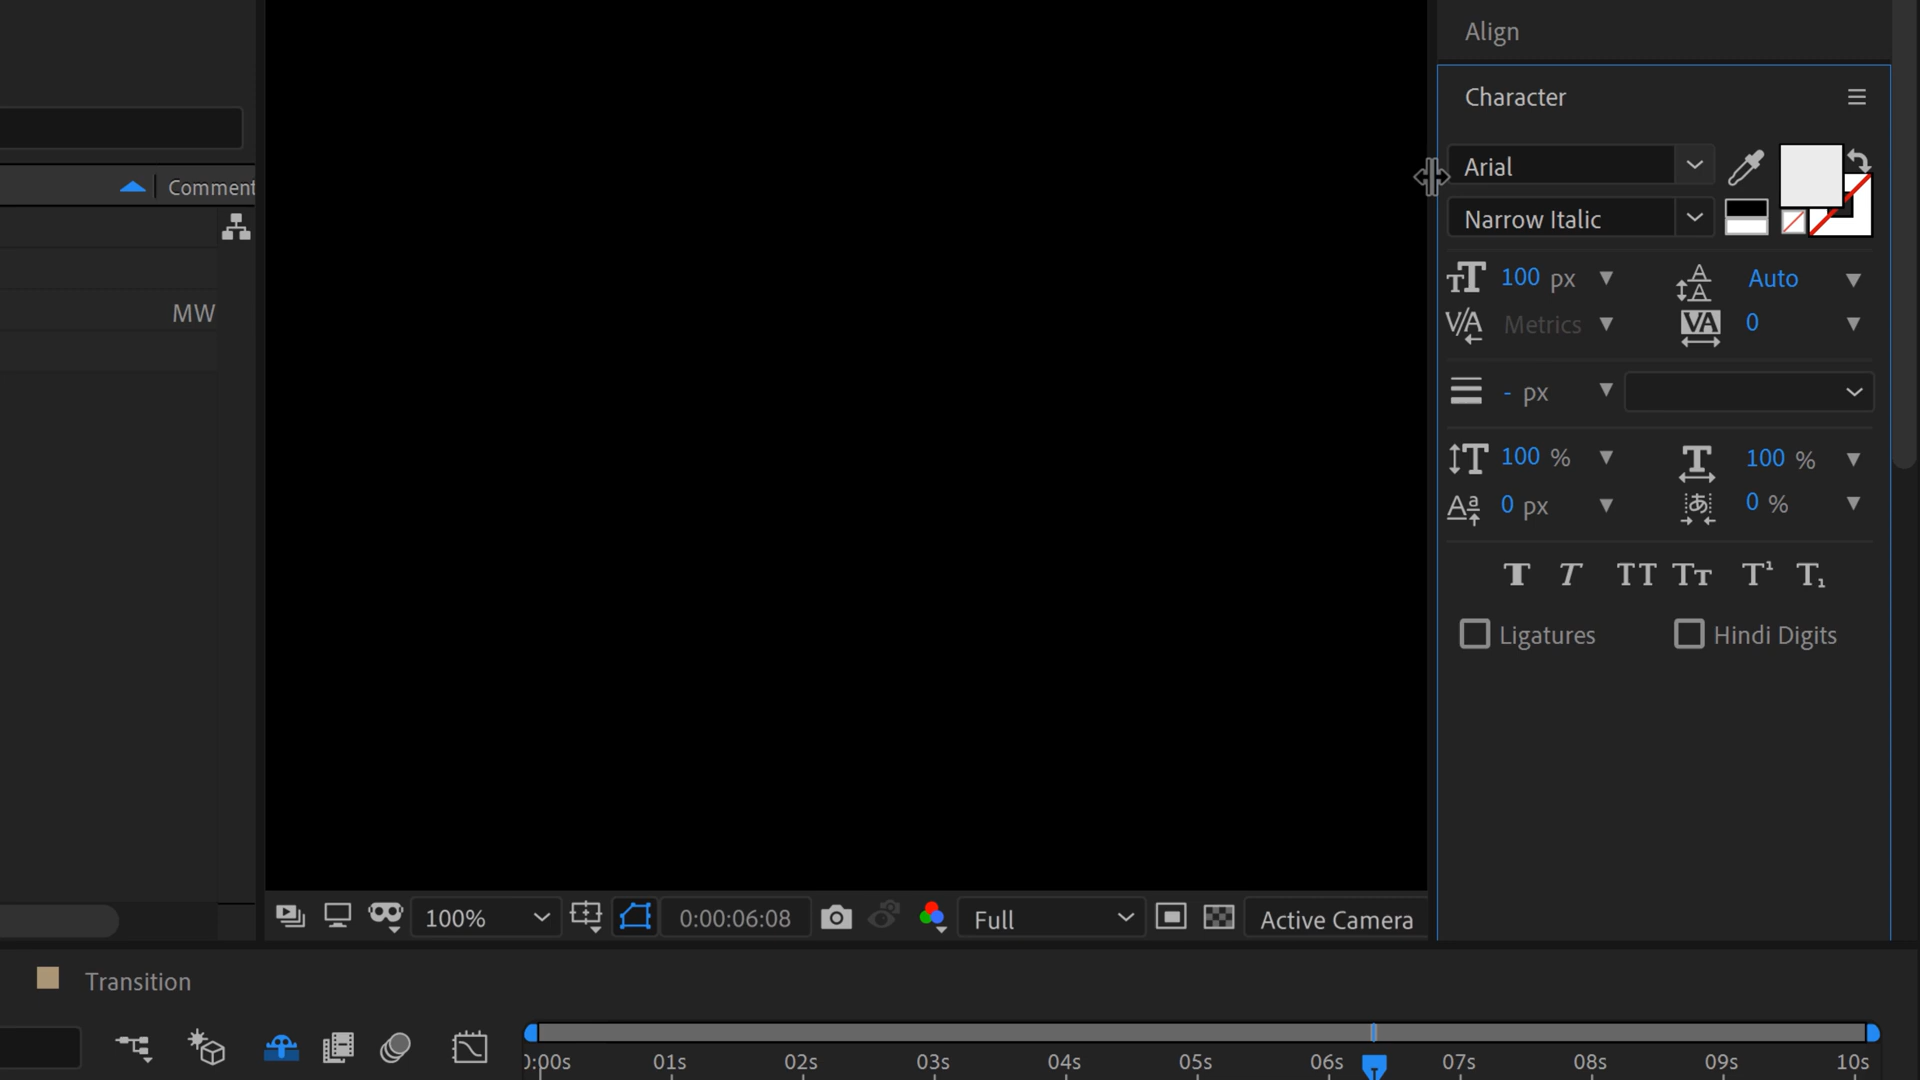 Align
Character
Arial
Comment
Narrow Italic
100 px
Auto
MW
Metrics
0
- px
100 %
100 %
0 px
0 %
Ligatures
Hindi Digits
100%
0:00:06:08
Full
Active Camera
Transition
0:00s 01s 02s 03s 04s 05s 06s 07s 08s 09s 10s